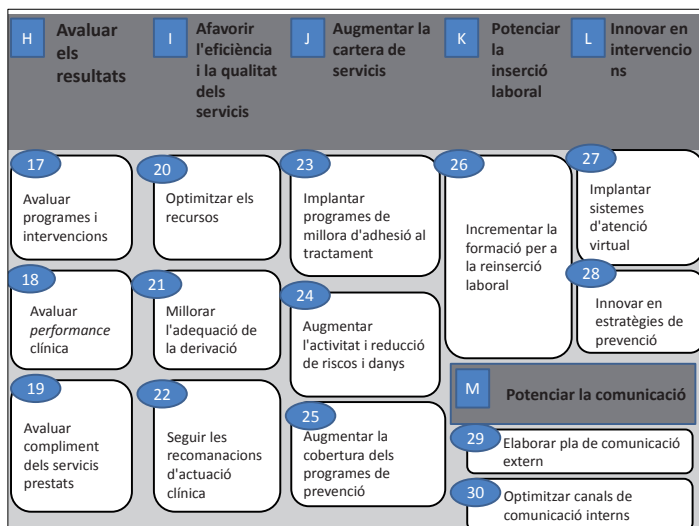 H
Avaluar
els
resultats
I
Afavorir
l'eficiència
i la qualitat
dels
servicis
J
Augmentar la
cartera de
servicis
K
Potenciar
la
inserció
laboral
L
Innovar en
intervencio
ns
17
Avaluar
programes i
intervencions
18
Avaluar
performance
clínica
19
Avaluar
compliment
dels servicis
prestats
20
Optimitzar els
recursos
21
Millorar
l'adequació de
la derivació
22
Seguir les
recomanacions
d'actuació
clínica
23
Implantar
programes de
millora d'adhesió al
tractament
24
Augmentar
l'activitat i reducció
de riscos i danys
25
Augmentar la
cobertura dels
programes de
prevenció
26
Incrementar la
formació per a
la reinserció
laboral
27
Implantar
sistemes
d'atenció
virtual
28
Innovar en
estratègies de
prevenció
M
Potenciar la comunicació
29
Elaborar pla de comunicació
extern
30
Optimitzar canals de
comunicació interns